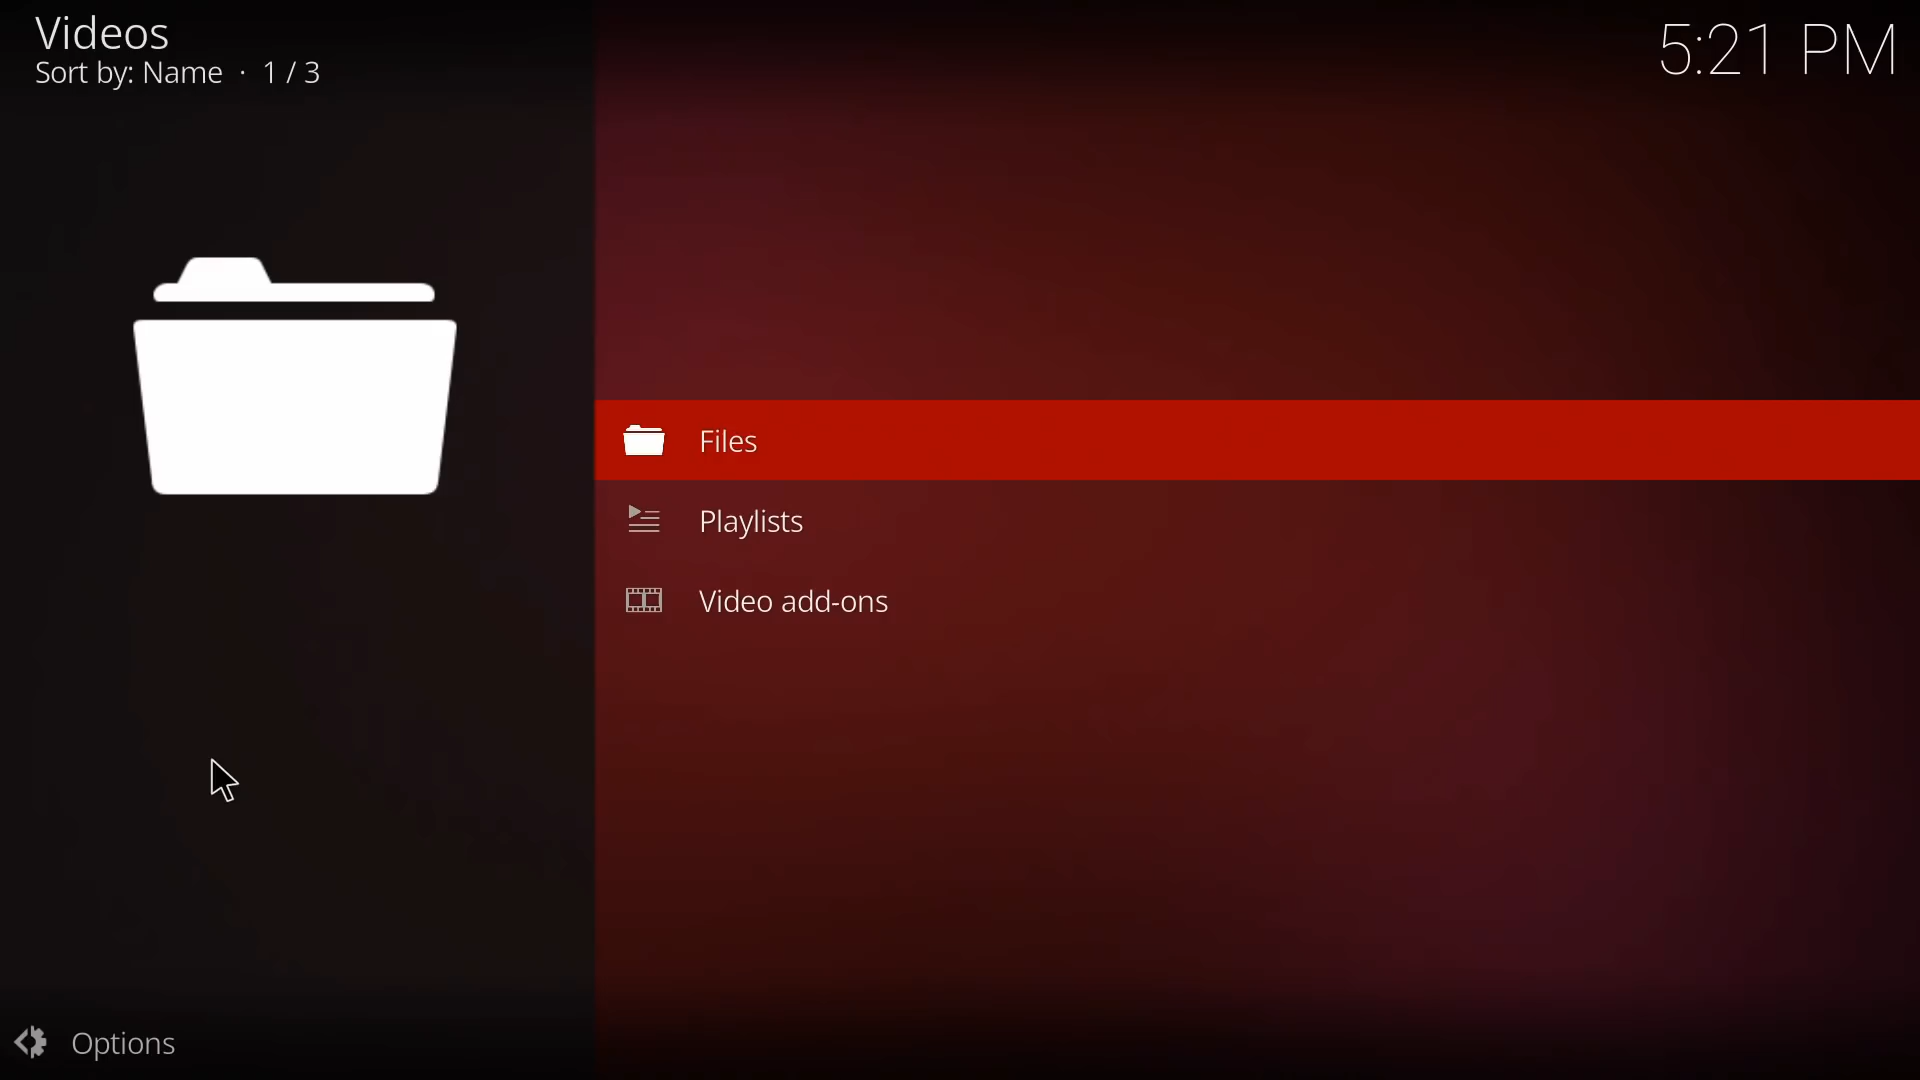 Videos
Sort by: Name · 1 / 3
5:21 PM
Files
Playlists
Video add-ons
Options